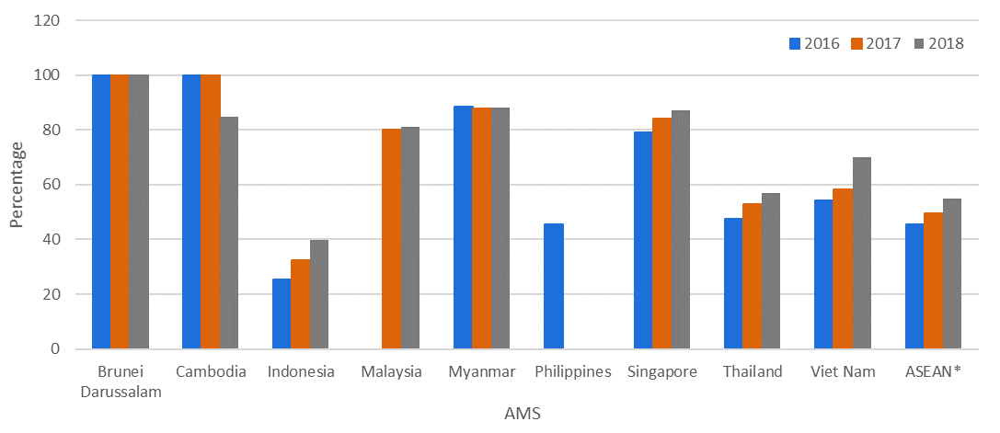 120
2016 2017 2018
100
80
60
40
20
0
Percentage
Brunei Cambodia Indonesia Malaysia Myanmar Philippines Singapore Thailand Viet Nam ASEAN*
Darussalam
AMS